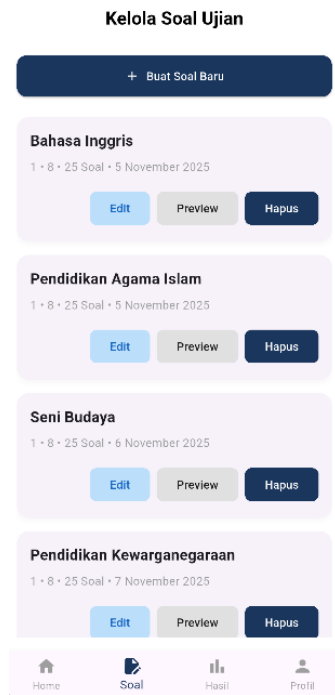 Kelola Soal Ujian
+ Buat Soal Baru
Bahasa Inggris
1 • 8 • 25 Soal • 5 November 2025
Edit Preview Hapus
Pendidikan Agama Islam
1 • 8 • 25 Soal • 5 November 2025
Edit Preview Hapus
Seni Budaya
1 • 8 • 25 Soal • 6 November 2025
Edit Preview Hapus
Pendidikan Kewarganegaraan
1 • 8 • 25 Soal • 7 November 2025
Edit Preview Hapus
Home Soal Hasil Profil